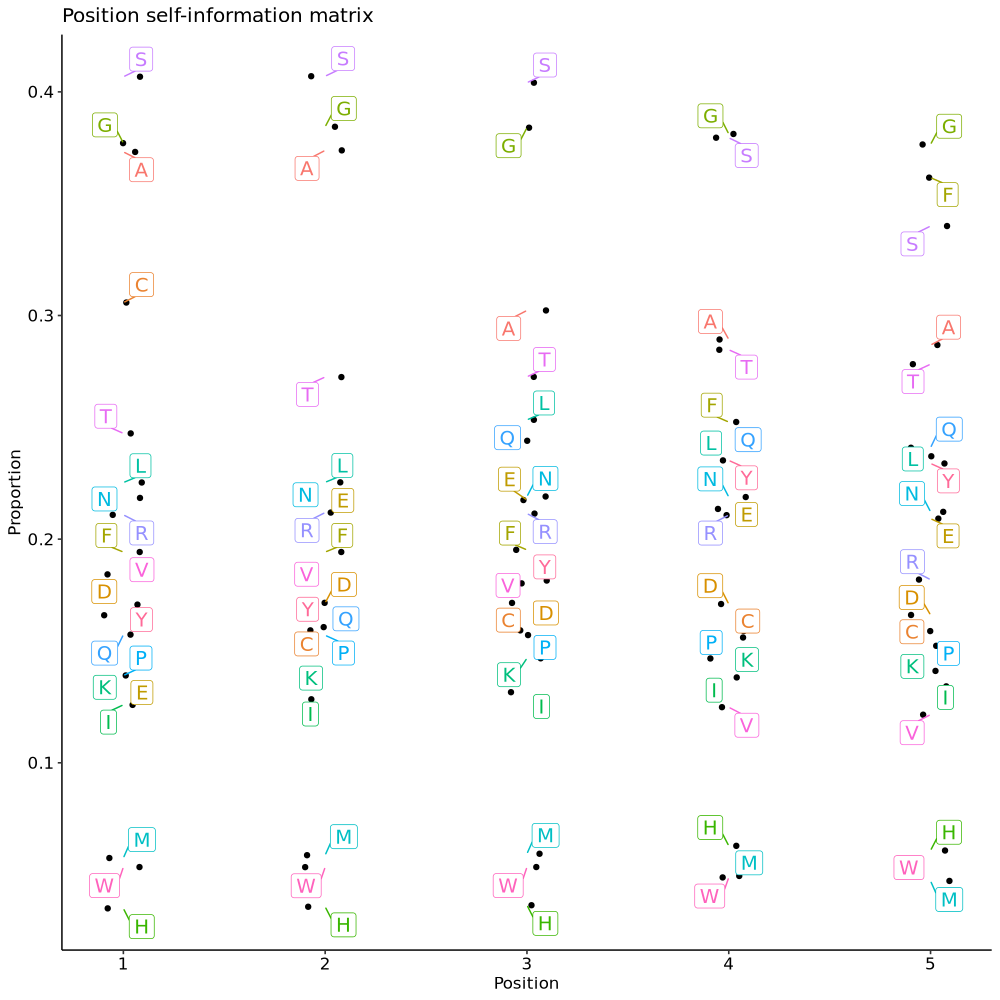 Position self-information matrix
S
S
S
G
G
G
S
G
A
A
G
F
S
C
A
A
A
T
T
T
T
T
L
F
Q
Q
L
Q
L
L
L
Y
Y
N
N
E
E
N
N
N
R
R
R
E
E
F
F
F
R
V
V
V
Y
R
D
D
D
D
D
Y
Y
C
Q
C
C
C
Q
P
P
P
P
K
P
K
K
K
K
E
I
I
I
I
I
V
V
M
M
M
H
H
W
W
W
M
W
W
M
H
H
H
0.4
0.3
0.2
0.1
Proportion
1
2
3
4
5
Position